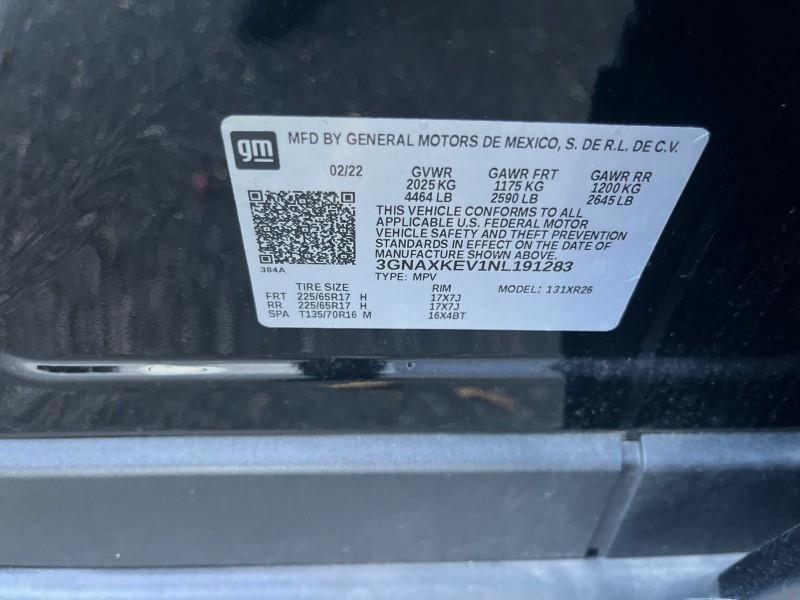 gm MFD BY GENERAL MOTORS DE MEXICO, S. DE R.L. DE C.V.
02/22 GVWR GAWR FRT GAWR RR
2025 KG 1175 KG 1200 KG
4464 LB 2590 LB 2645 LB
THIS VEHICLE CONFORMS TO ALL
APPLICABLE U.S. FEDERAL MOTOR
VEHICLE SAFETY AND THEFT PREVENTION
STANDARDS IN EFFECT ON THE DATE OF
MANUFACTURE SHOWN ABOVE.
384A 3GNAXKEV1NL191283
TYPE: MPV MODEL: 131XR26
TIRE SIZE RIM
FRT 225/65R17 H 17X7J
RR 225/65R17 H 17X7J
SPA T135/70R16 M 16X4BT